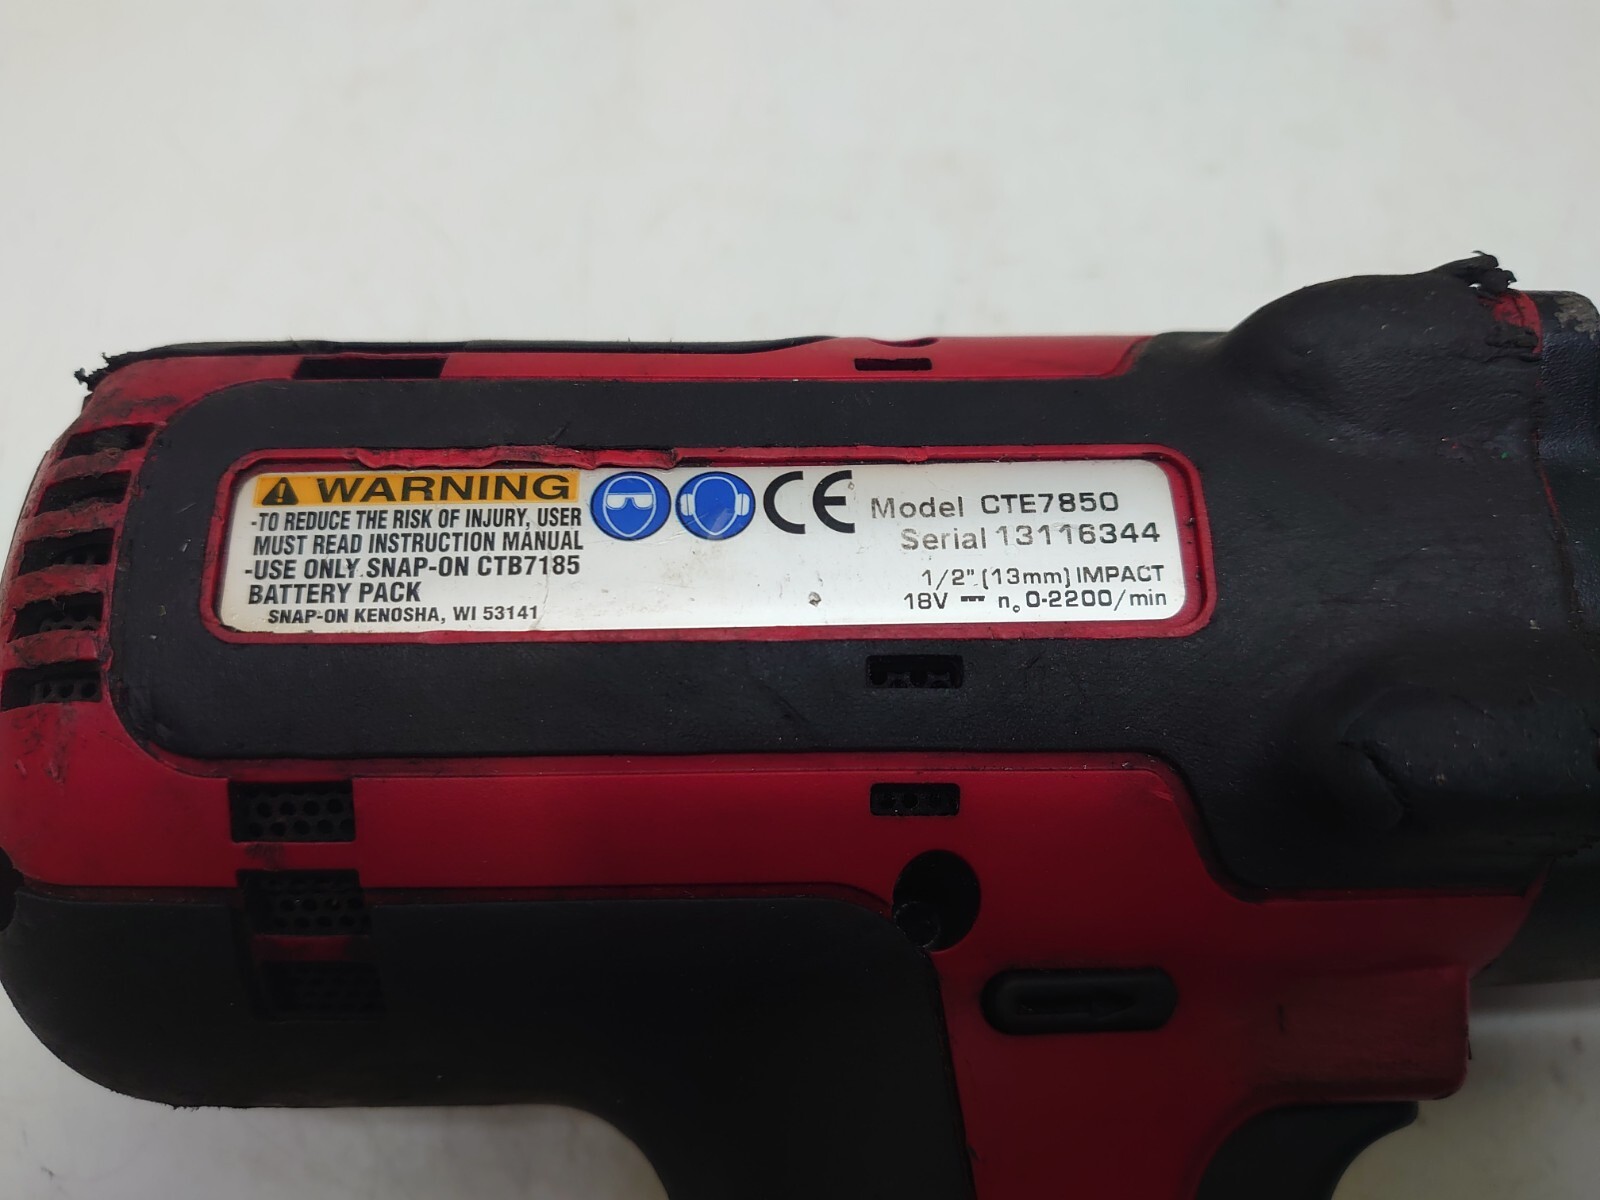 WARNING
-TO REDUCE THE RISK OF INJURY, USER
MUST READ INSTRUCTION MANUAL
-USE ONLY SNAP-ON CTB7185
BATTERY PACK
SNAP-ON KENOSHA, WI 53141
CE
Model CTE7850
Serial 13116344
1/2" (13mm) IMPACT
18V ⎓ n₀ 0-2200/min